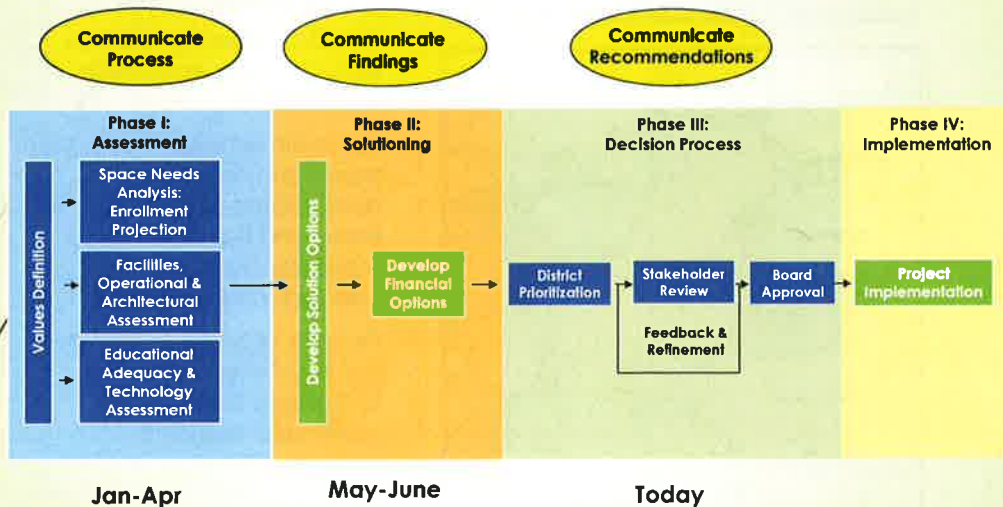 Communicate
Process
Communicate
Findings
Communicate
Recommendations
Phase I:
Assessment
Phase II:
Solutioning
Phase III:
Decision Process
Phase IV:
Implementation
Values Definition
Space Needs
Analysis:
Enrollment
Projection
Facilities,
Operational &
Architectural
Assessment
Educational
Adequacy &
Technology
Assessment
Develop Solution Options
Develop
Financial
Options
District
Prioritization
Stakeholder
Review
Board
Approval
Feedback &
Refinement
Project
Implementation
Jan-Apr
May-June
Today